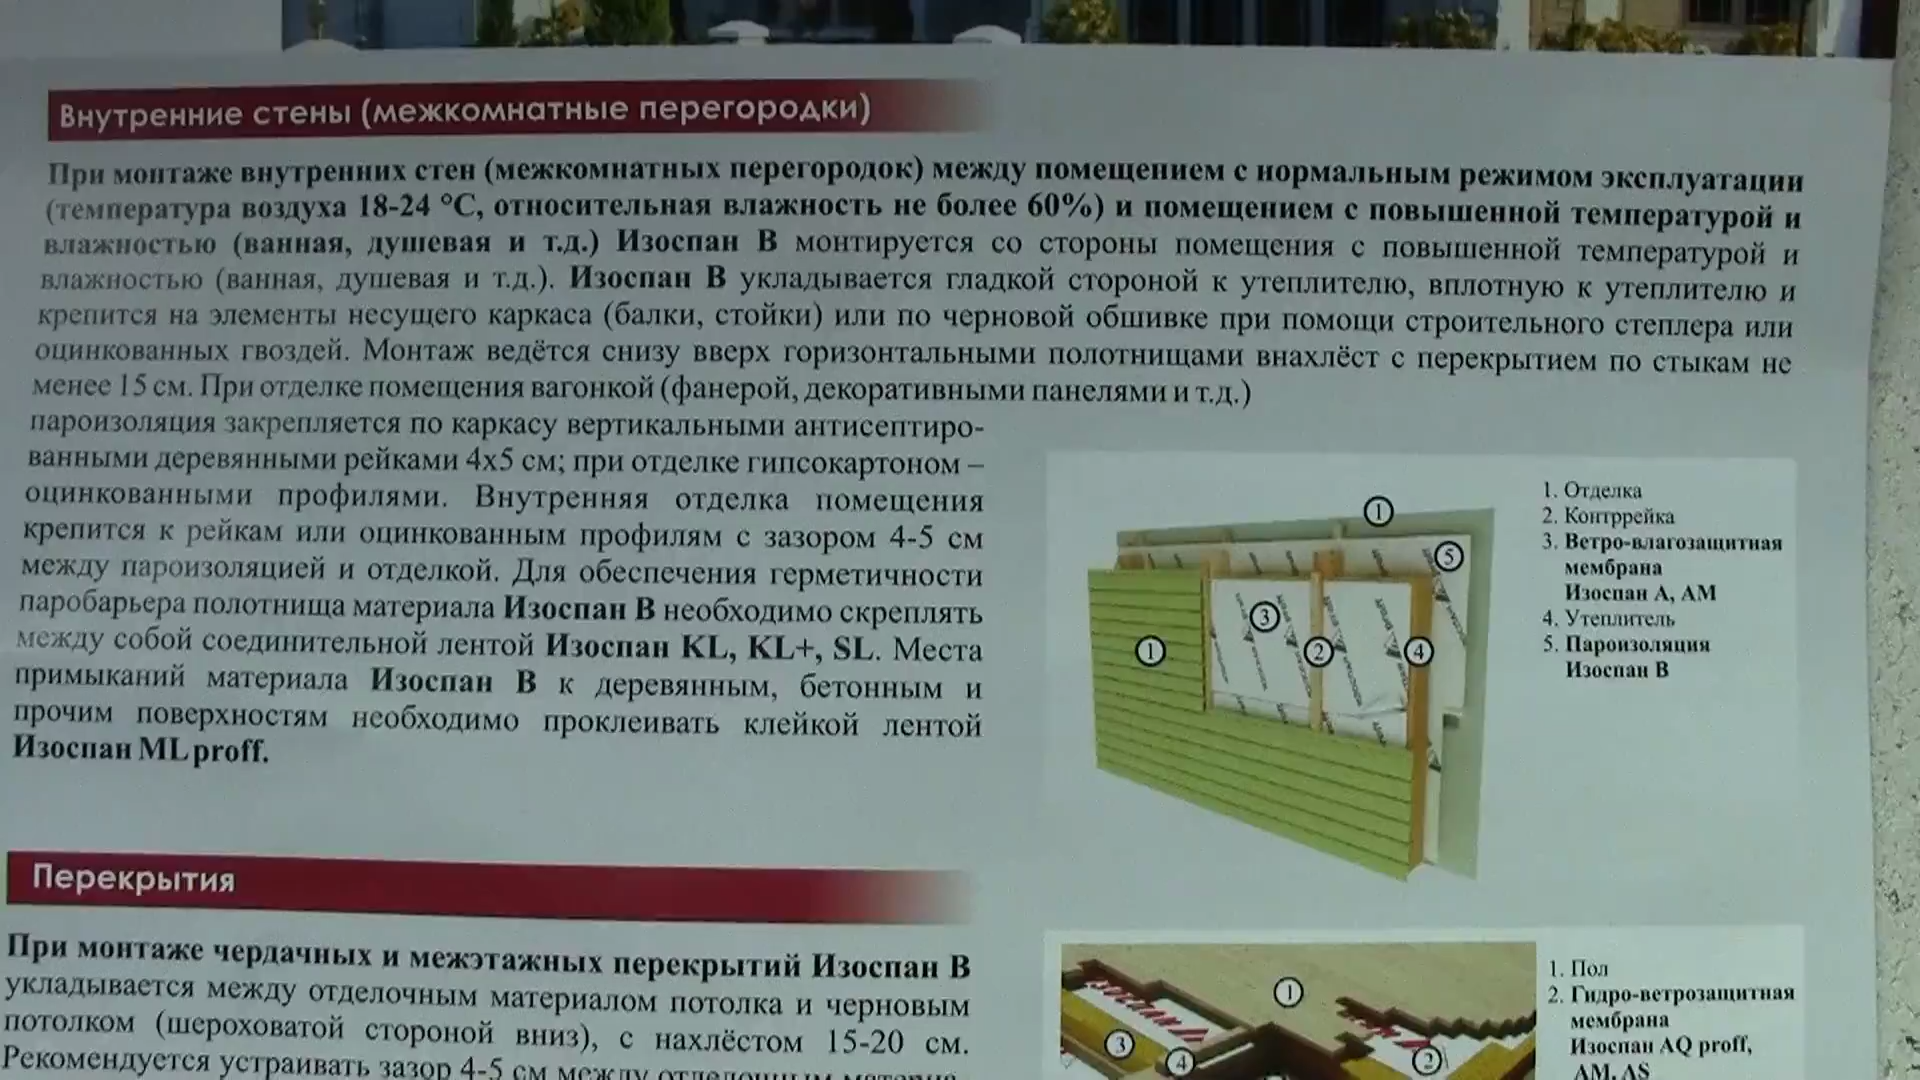 Внутренние стены (межкомнатные перегородки)
При монтаже внутренних стен (межкомнатных перегородок) между помещением с нормальным режимом эксплуатации
(температура воздуха 18-24 °С, относительная влажность не более 60%) и помещением с повышенной температурой и
влажностью (ванная, душевая и т.д.) Изоспан В монтируется со стороны помещения с повышенной температурой и
влажностью (ванная, душевая и т.д.). Изоспан В укладывается гладкой стороной к утеплителю, вплотную к утеплителю и
крепится на элементы несущего каркаса (балки, стойки) или по черновой обшивке при помощи строительного степлера или
оцинкованных гвоздей. Монтаж ведётся снизу вверх горизонтальными полотнищами внахлёст с перекрытием по стыкам не
менее 15 см. При отделке помещения вагонкой (фанерой, декоративными панелями и т.д.)
пароизоляция закрепляется по каркасу вертикальными антисептиро-
ванными деревянными рейками 4х5 см; при отделке гипсокартоном –
оцинкованными профилями. Внутренняя отделка помещения
крепится к рейкам или оцинкованным профилям с зазором 4-5 см
между пароизоляцией и отделкой. Для обеспечения герметичности
паробарьера полотнища материала Изоспан В необходимо скреплять
между собой соединительной лентой Изоспан KL, KL+, SL. Места
примыканий материала Изоспан В к деревянным, бетонным и
прочим поверхностям необходимо проклеивать клейкой лентой
Изоспан ML proff.
1
5
3
1
2
4
1. Отделка
2. Контррейка
3. Ветро-влагозащитная
мембрана
Изоспан А, АМ
4. Утеплитель
5. Пароизоляция
Изоспан В
Перекрытия
При монтаже чердачных и межэтажных перекрытий Изоспан В
укладывается между отделочным материалом потолка и черновым
потолком (шероховатой стороной вниз), с нахлёстом 15-20 см.
Рекомендуется устраивать зазор 4-5 см между
1
3
4
2
1. Пол
2. Гидро-ветрозащитная
мембрана
Изоспан AQ proff,
AM, AS